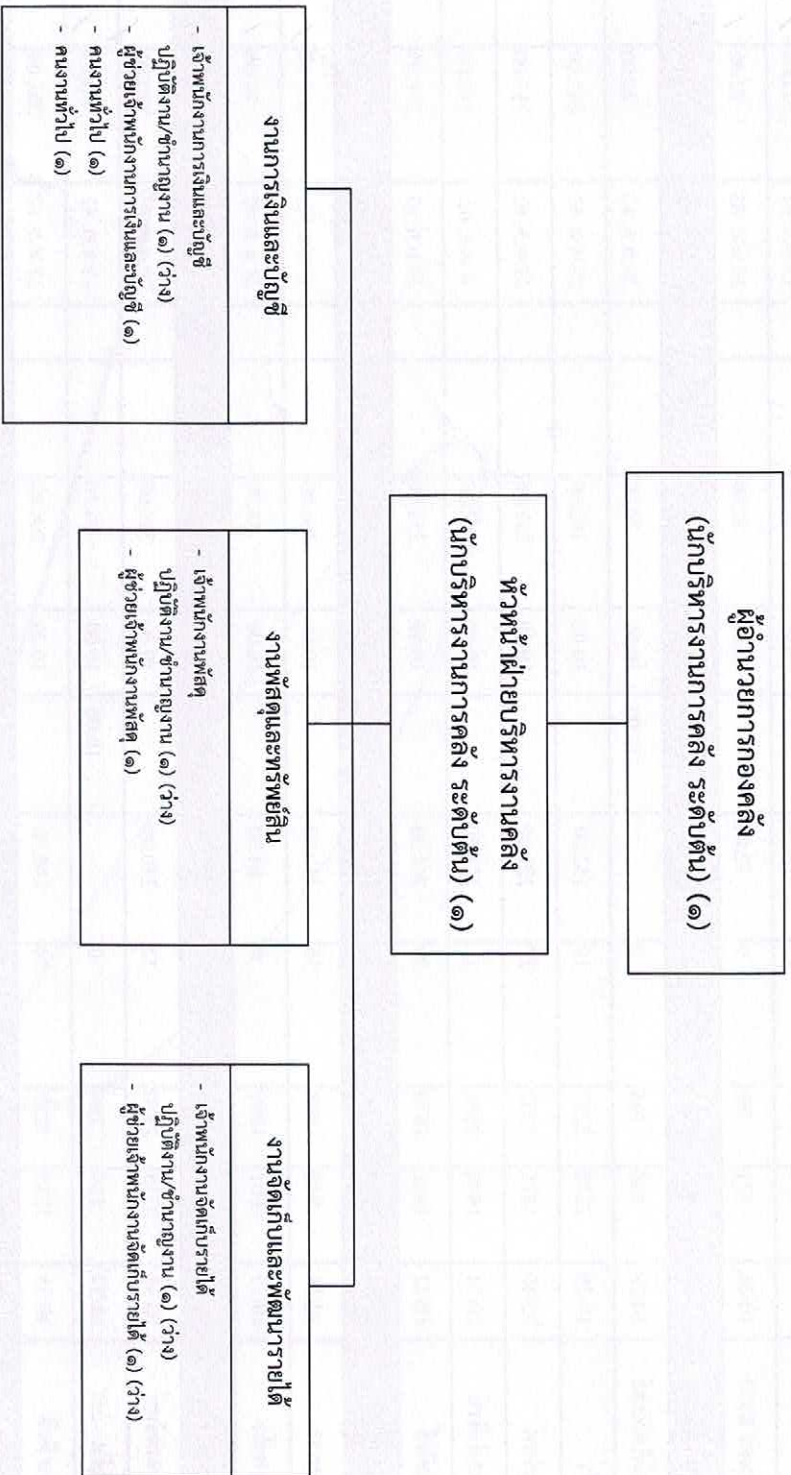 ผู้อำนวยการกองคลัง
(นักบริหารงานการคลัง ระดับต้น) (๑)
หัวหน้าฝ่ายบริหารงานคลัง
(นักบริหารงานการคลัง ระดับต้น) (๑)
งานการเงินและบัญชี
- เจ้าพนักงานการเงินและบัญชี
ปฏิบัติงาน/ชำนาญงาน (๑) (ว่าง)
- ผู้ช่วยเจ้าพนักงานการเงินและบัญชี (๑)
- คนงานทั่วไป (๑)
- คนงานทั่วไป (๑)
งานพัสดุและทรัพย์สิน
- เจ้าพนักงานพัสดุ
ปฏิบัติงาน/ชำนาญงาน (๑) (ว่าง)
- ผู้ช่วยเจ้าพนักงานพัสดุ (๑)
งานจัดเก็บและพัฒนารายได้
- เจ้าพนักงานจัดเก็บรายได้
ปฏิบัติงาน/ชำนาญงาน (๑) (ว่าง)
- ผู้ช่วยเจ้าพนักงานจัดเก็บรายได้ (๑) (ว่าง)